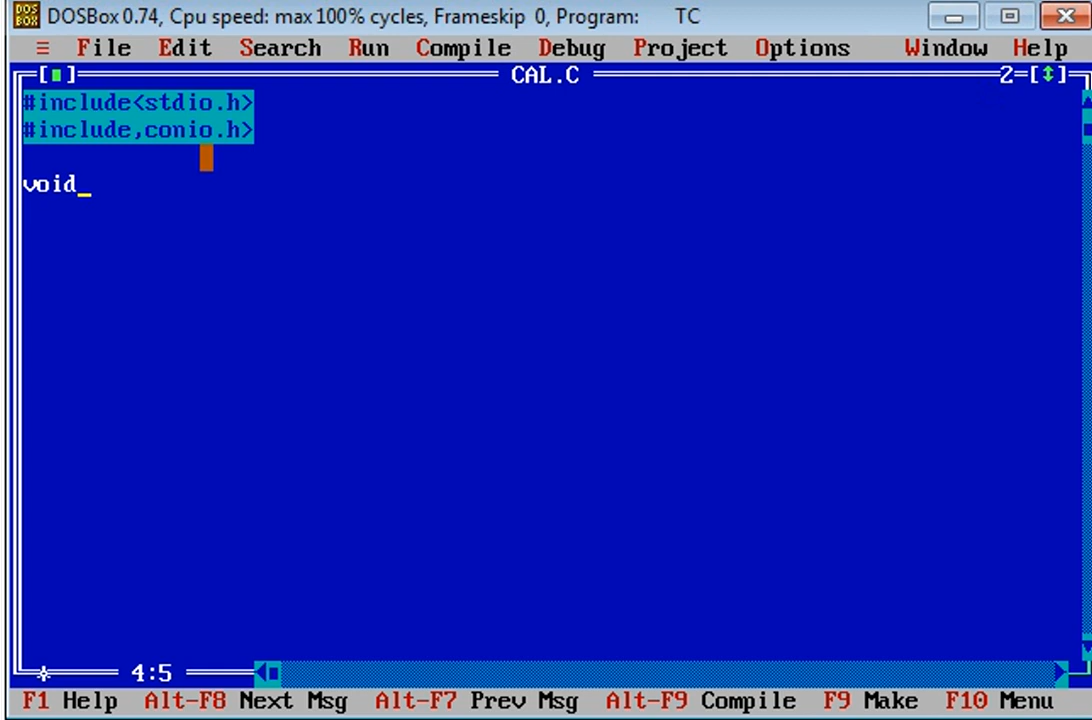 DOSBox 0.74, Cpu speed: max 100% cycles, Frameskip 0, Program: TC
≡ File Edit Search Run Compile Debug Project Options Window Help
[■] CAL.C 2=[↕]
#include<stdio.h>
#include,conio.h>
void_
4:5
F1 Help Alt-F8 Next Msg Alt-F7 Prev Msg Alt-F9 Compile F9 Make F10 Menu